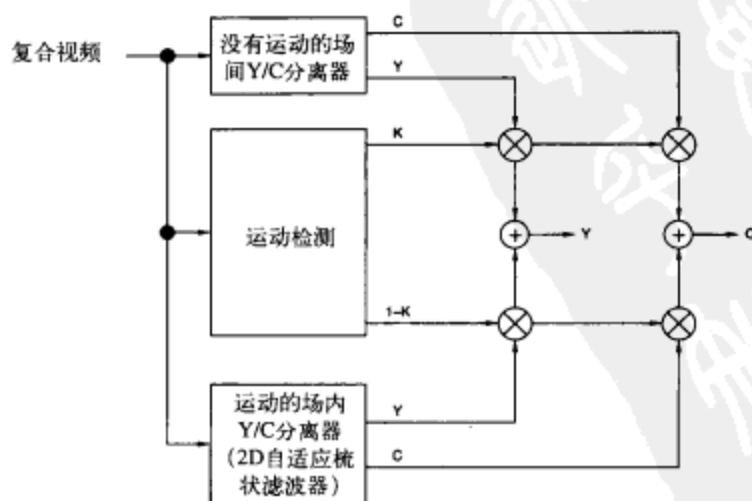 复合视频
没有运动的场
间Y/C分离器
C
Y
运动检测
K
1-K
Y
C
运动的场内
Y/C分离器
(2D自适应梳
状滤波器)
Y
C